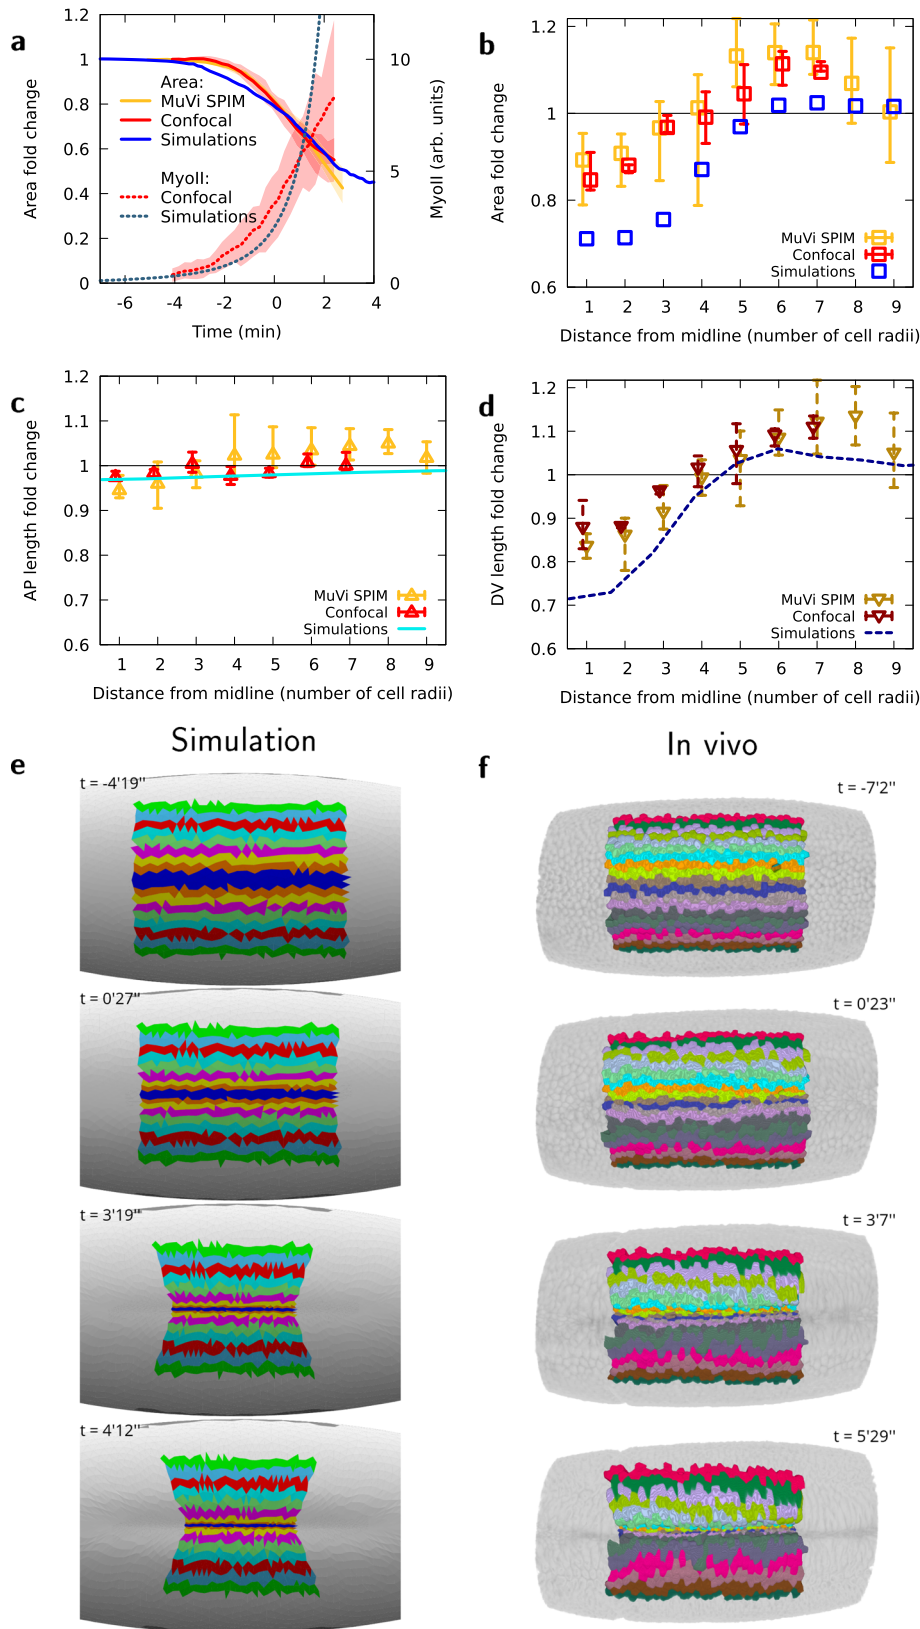 a
1.2
1
0.8
0.6
0.4
0.2
0
Area fold change
10
5
0
MyoII (arb. units)
Area:
MuVi SPIM
Confocal
Simulations
MyoII:
Confocal
Simulations
-6 -4 -2 0 2 4
Time (min)
b
1.2
1
0.8
0.6
Area fold change
MuVi SPIM
Confocal
Simulations
1 2 3 4 5 6 7 8 9
Distance from midline (number of cell radii)
c
1.2
1.1
1
0.9
0.8
0.7
0.6
AP length fold change
MuVi SPIM
Confocal
Simulations
1 2 3 4 5 6 7 8 9
Distance from midline (number of cell radii)
d
1.2
1.1
1
0.9
0.8
0.7
0.6
DV length fold change
MuVi SPIM
Confocal
Simulations
1 2 3 4 5 6 7 8 9
Distance from midline (number of cell radii)
Simulation
e
t = -4'19''
t = 0'27''
t = 3'19''
t = 4'12''
In vivo
f
t = -7'2''
t = 0'23''
t = 3'7''
t = 5'29''